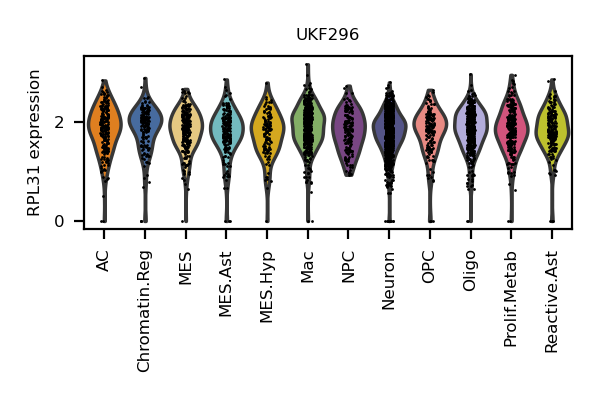 UKF296
RPL31 expression
2
0
AC
Chromatin.Reg
MES
MES.Ast
MES.Hyp
Mac
NPC
Neuron
OPC
Oligo
Prolif.Metab
Reactive.Ast